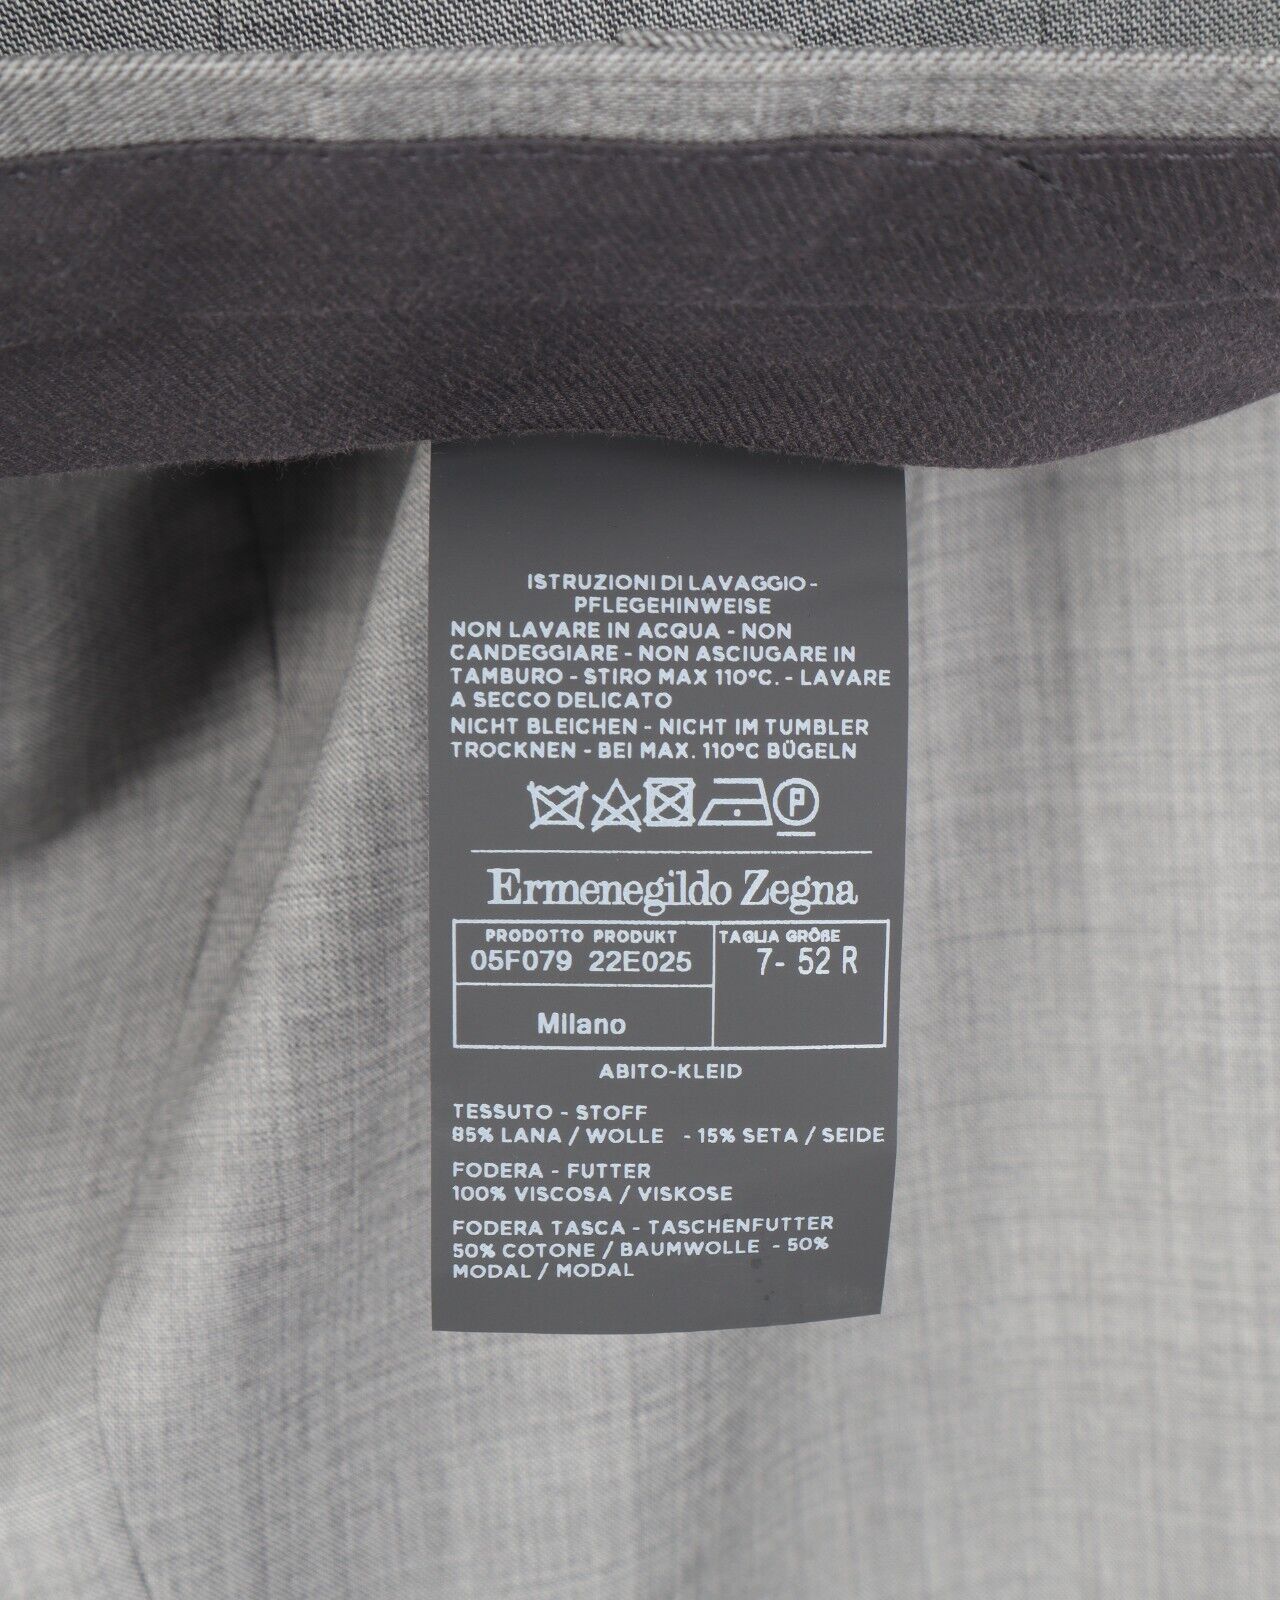 ISTRUZIONI DI LAVAGGIO -
PFLEGEHINWEISE
NON LAVARE IN ACQUA - NON
CANDEGGIARE - NON ASCIUGARE IN
TAMBURO - STIRO MAX 110°C. - LAVARE
A SECCO DELICATO
NICHT BLEICHEN - NICHT IM TUMBLER
TROCKNEN - BEI MAX. 110°C BÜGELN
P
Ermenegildo Zegna
PRODOTTO PRODUKT
05F079 22E025
Milano
TAGLIA GRÖßE
7- 52 R
ABITO-KLEID
TESSUTO - STOFF
85% LANA / WOLLE - 15% SETA / SEIDE
FODERA - FUTTER
100% VISCOSA / VISKOSE
FODERA TASCA - TASCHENFUTTER
50% COTONE / BAUMWOLLE - 50%
MODAL / MODAL